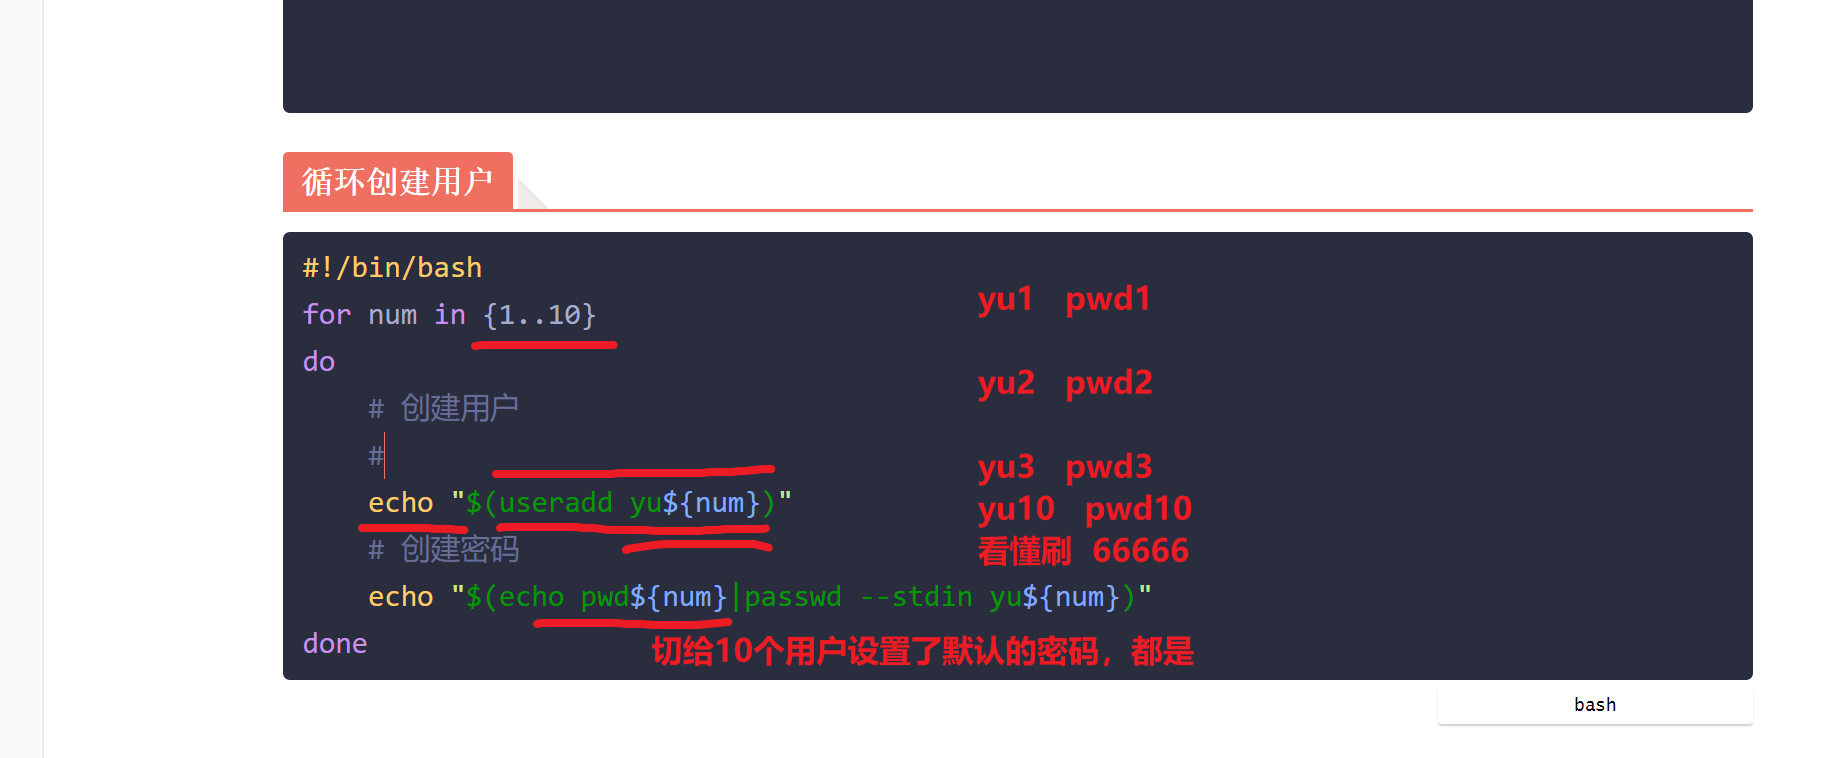 循环创建用户
#!/bin/bash
for num in {1..10}
do
# 创建用户
#
echo "$(useradd yu${num})"
# 创建密码
echo "$(echo pwd${num}|passwd --stdin yu${num})"
done
yu1 pwd1
yu2 pwd2
yu3 pwd3
yu10 pwd10
看懂刷 66666
切给10个用户设置了默认的密码，都是
bash